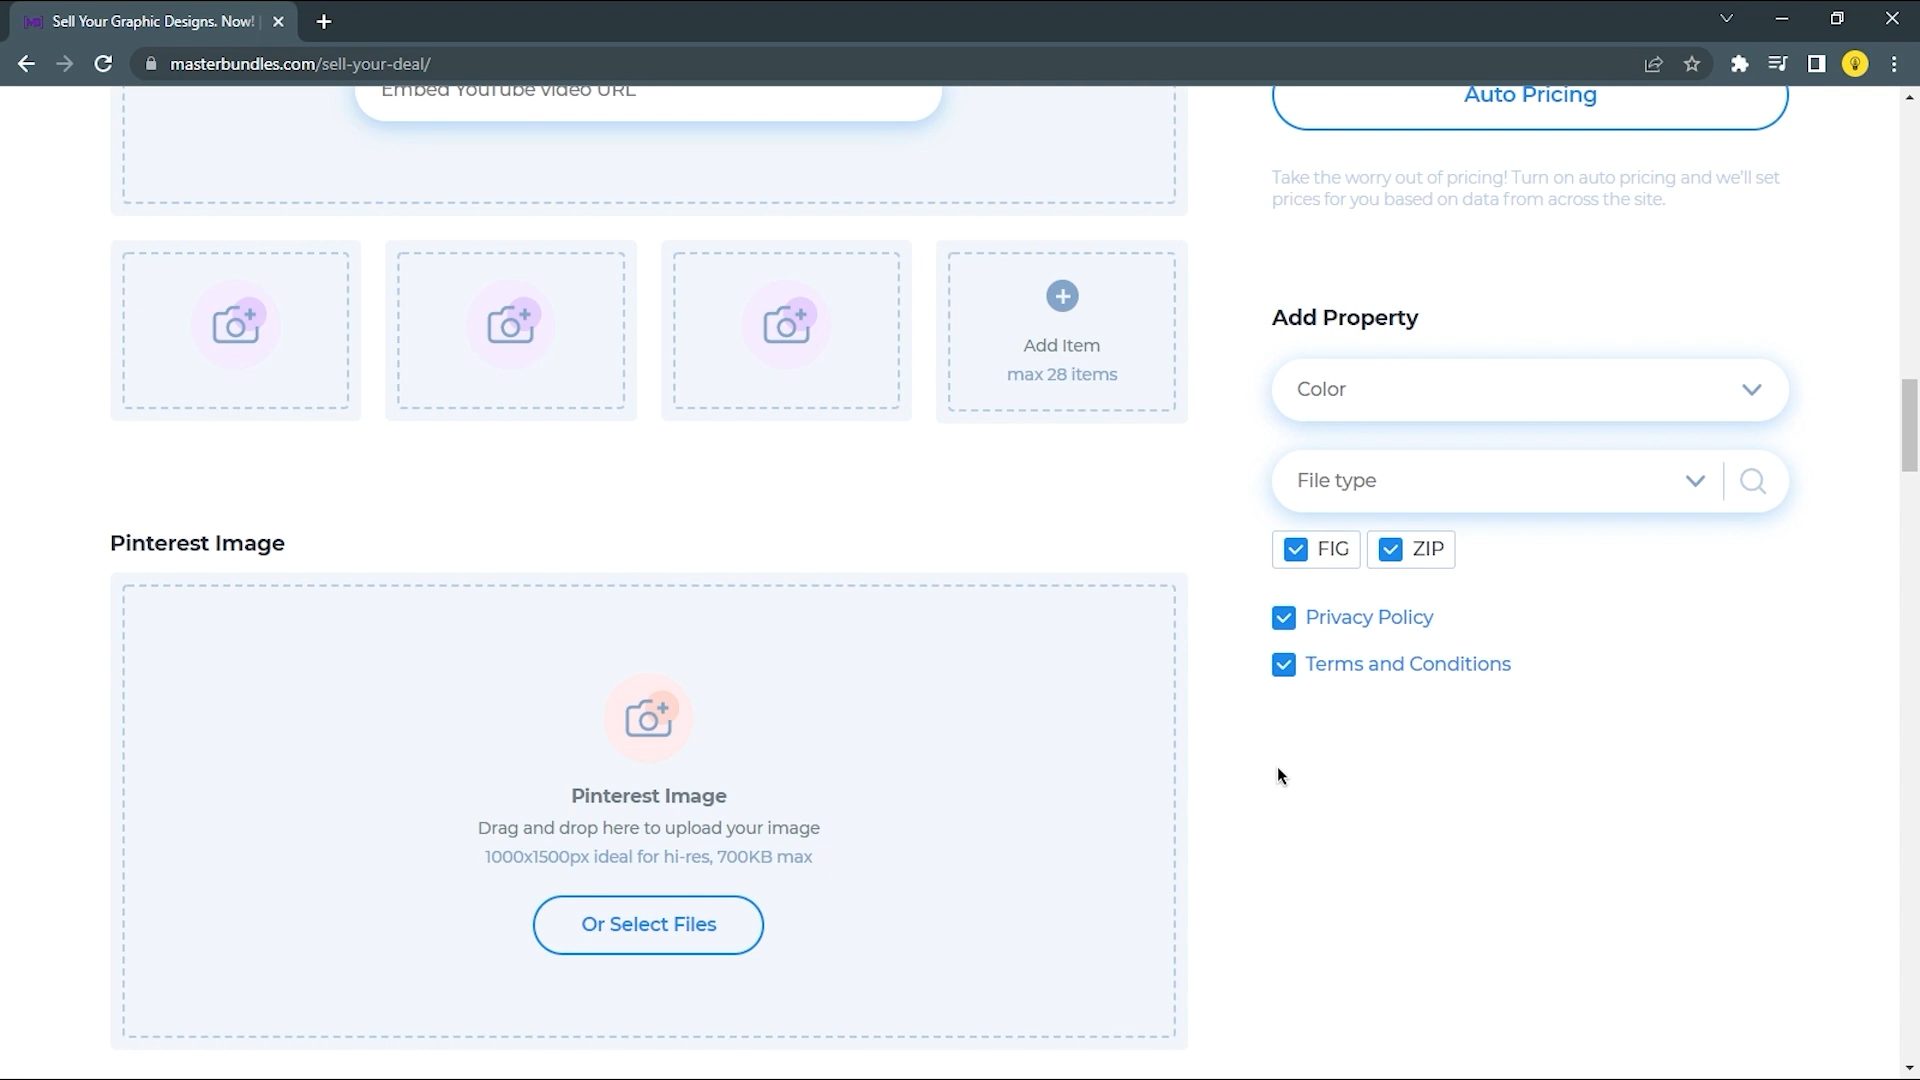 Sell Your Graphic Designs. Now!
masterbundles.com/sell-your-deal/
Embed YouTube video URL
Auto Pricing
Take the worry out of pricing! Turn on auto pricing and we'll set
prices for you based on data from across the site.
Add Item
max 28 items
Add Property
Color
File type
FIG
ZIP
Privacy Policy
Terms and Conditions
Pinterest Image
Pinterest Image
Drag and drop here to upload your image
1000x1500px ideal for hi-res, 700KB max
Or Select Files